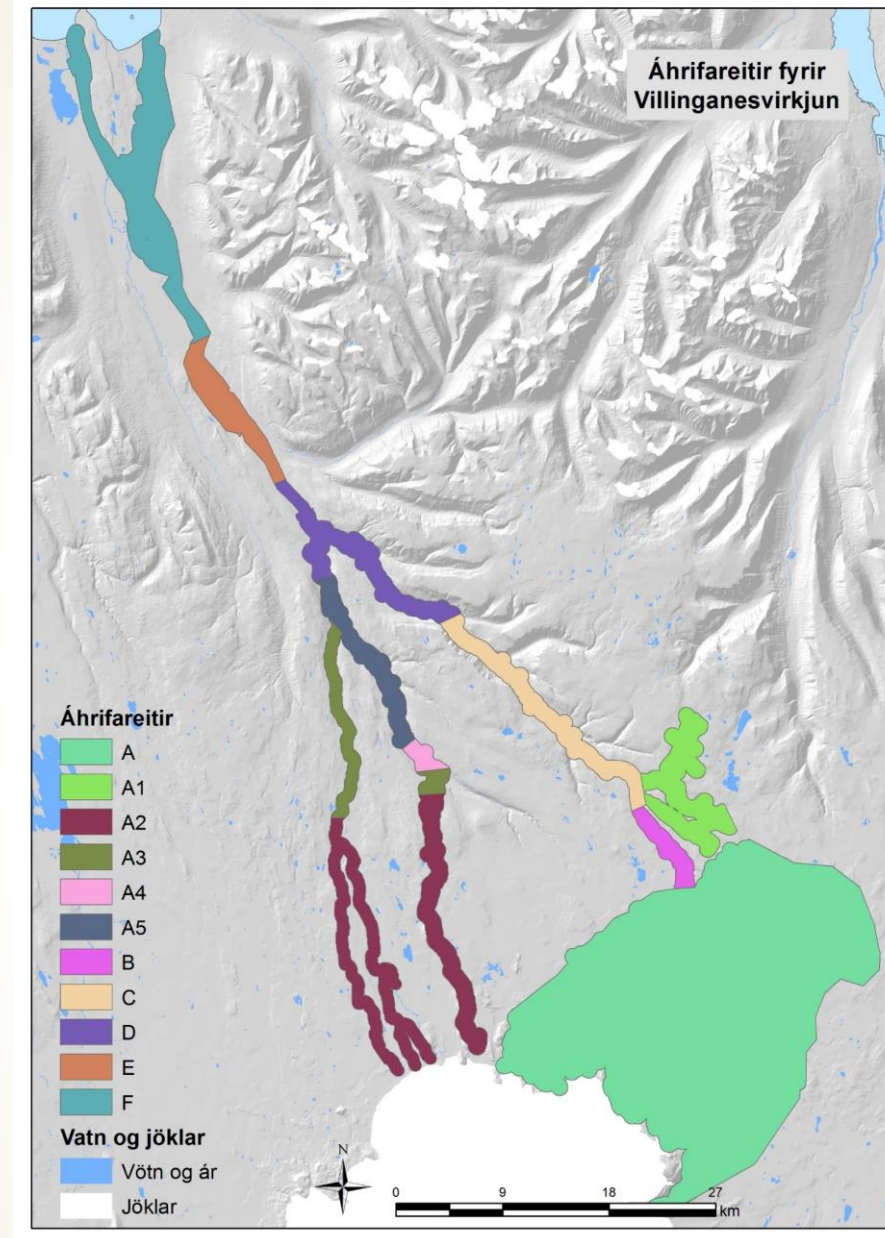 Áhrifareitir fyrir
Villinganesvirkjun
Áhrifareitir
A
A1
A2
A3
A4
A5
B
C
D
E
F
Vatn og jöklar
Vötn og ár
Jöklar
N
0 9 18 27
km